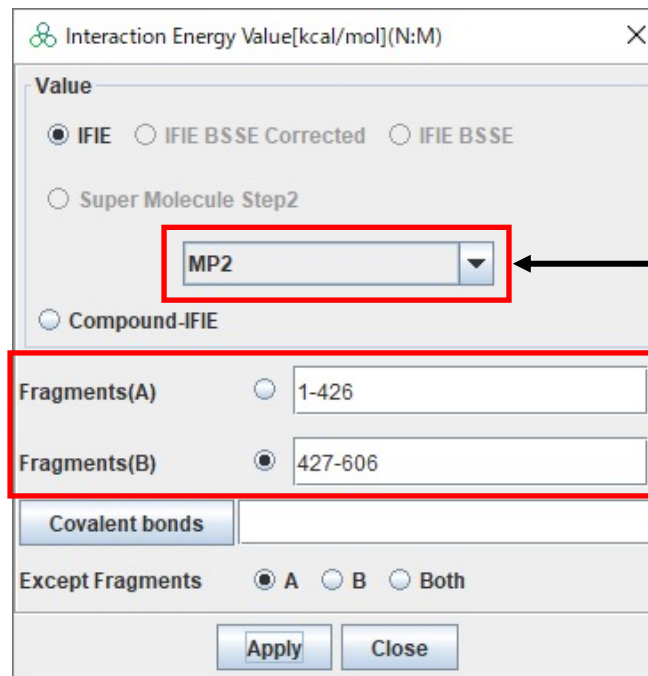 Interaction Energy Value[kcal/mol](N:M)
Value
IFIE IFIE BSSE Corrected IFIE BSSE
Super Molecule Step2
MP2
Compound-IFIE
Fragments(A) 1-426
Fragments(B) 427-606
Covalent bonds
Except Fragments A B Both
Apply Close